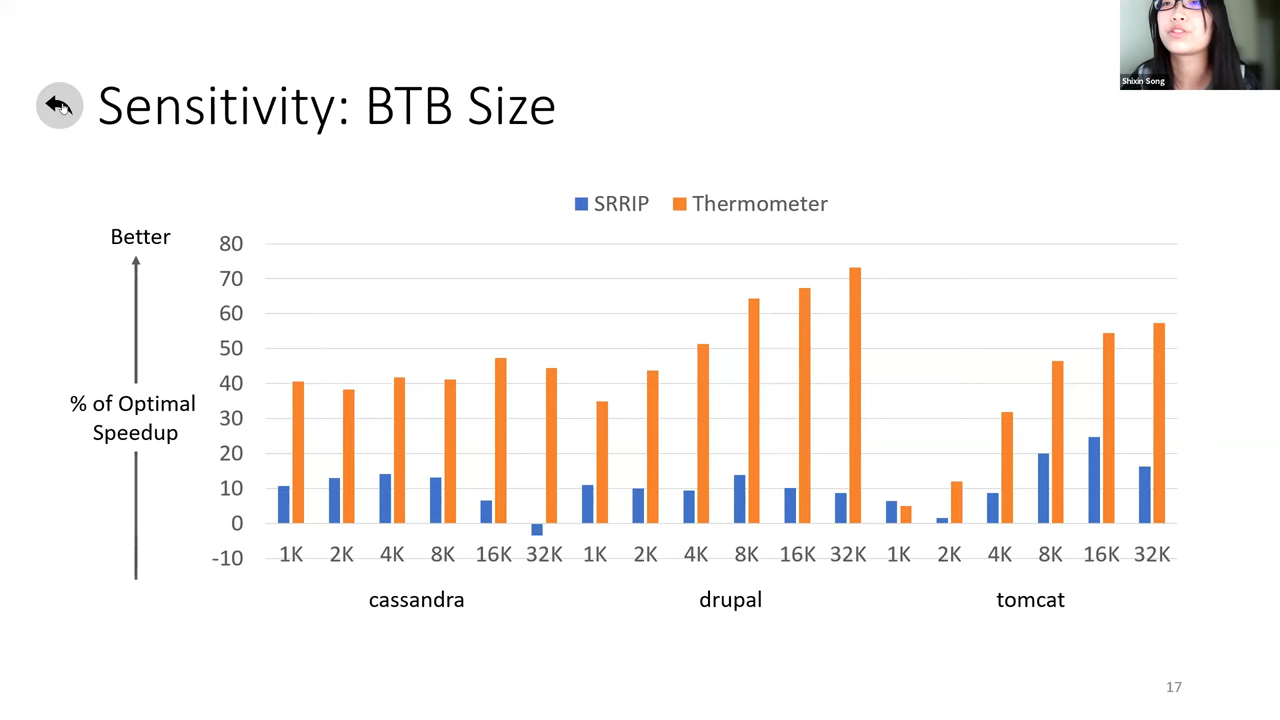 Shixin Song
Sensitivity: BTB Size
SRRIP Thermometer
Better
% of Optimal
Speedup
80
70
60
50
40
30
20
10
0
-10
1K 2K 4K 8K 16K 32K 1K 2K 4K 8K 16K 32K 1K 2K 4K 8K 16K 32K
cassandra drupal tomcat
17